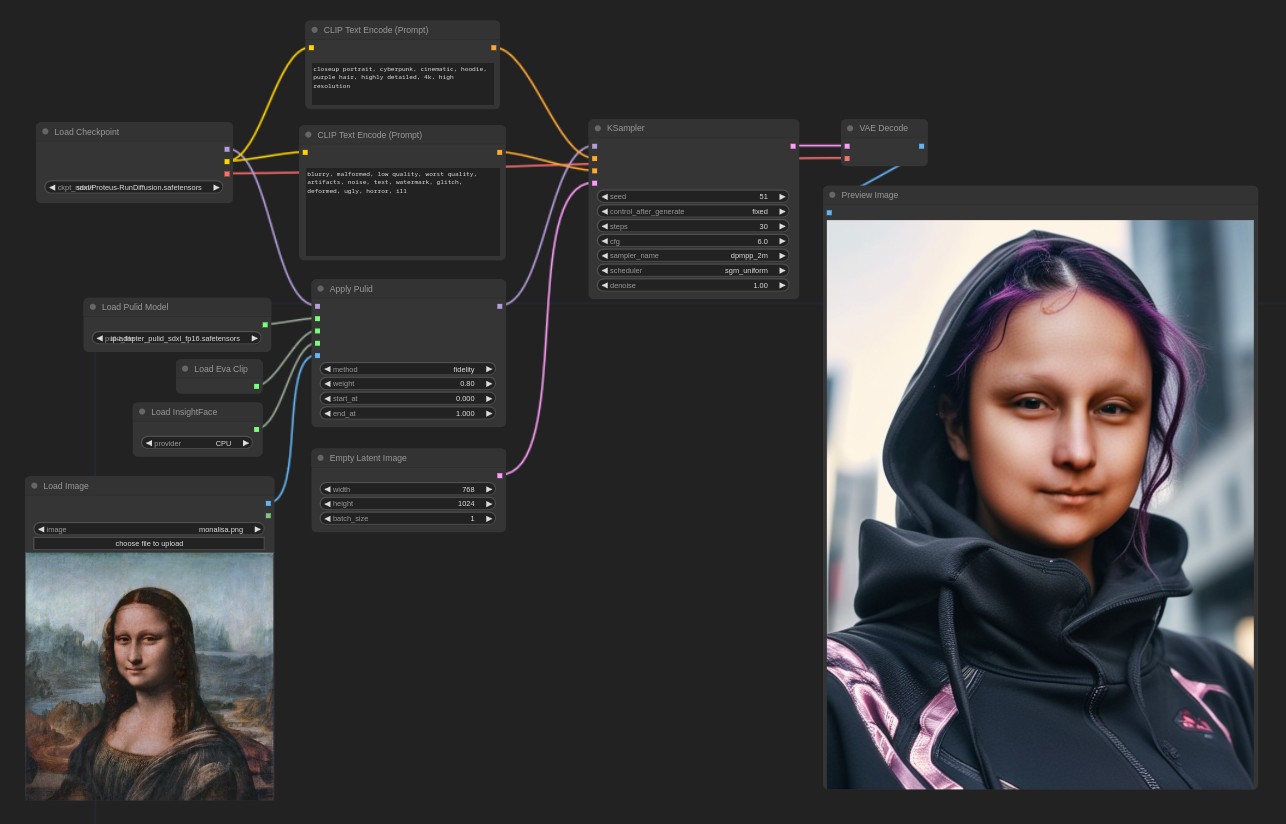 CLIP Text Encode (Prompt)
closeup portrait, cyberpunk, cinematic, hoodie,
purple hair, highly detailed, 4k, high
resolution
Load Checkpoint
ckpt_
Proteus-RunDiffusion.safetensors
CLIP Text Encode (Prompt)
blurry, malformed, low quality, worst quality,
artifacts, noise, text, watermark, glitch,
deformed, ugly, horror, ill
KSampler
seed 51
control_after_generate fixed
steps 30
cfg 6.0
sampler_name dpmpp_2m
scheduler sgm_uniform
denoise 1.00
VAE Decode
Preview Image
Load Pulid Model
ip-adapter_pulid_sdxl_fp16.safetensors
Load Eva Clip
Load InsightFace
provider CPU
Apply Pulid
method fidelity
weight 0.80
start_at 0.000
end_at 1.000
Empty Latent Image
width 768
height 1024
batch_size 1
Load Image
image monalisa.png
choose file to upload